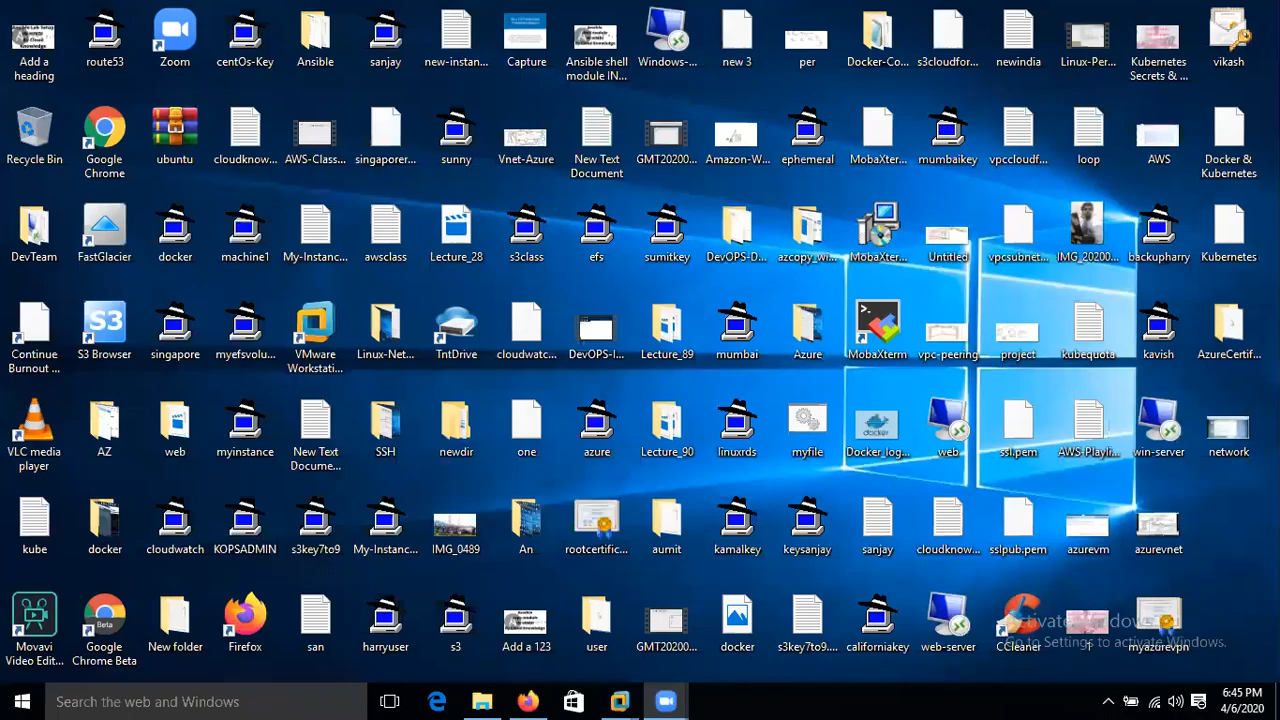 Add a heading
route53
Zoom
centOs-Key
Ansible
sanjay
new-instan...
Capture
Ansible shell module IN...
Windows-...
new 3
per
Docker-Co...
s3cloudfor...
newindia
Linux-Per...
Kubernetes Secrets & ...
vikash
Recycle Bin
Google Chrome
ubuntu
cloudknow...
AWS-Class...
singapore...
sunny
Vnet-Azure
New Text Document
GMT20200...
Amazon-W...
ephemeral
MobaXter...
mumbaikey
vpccloudf...
loop
AWS
Docker & Kubernetes
DevTeam
FastGlacier
docker
machine1
My-Instanc...
awsclass
Lecture_28
s3class
efs
sumitkey
DevOPS-D...
azcopy_wi...
MobaXter...
Untitled
vpcsubnet...
IMG_20200...
backupharry
Kubernetes
Continue Burnout ...
S3 Browser
singapore
myefsvolu...
VMware Workstati...
Linux-Net...
TntDrive
cloudwatc...
DevOPS-I...
Lecture_89
mumbai
Azure
MobaXterm
vpc-peering
project
kubequota
kavish
AzureCertif...
VLC media player
AZ
web
myinstance
New Text Docume...
SSH
newdir
one
azure
Lecture_90
linuxrds
myfile
Docker_log...
web
ssl.pem
AWS-Playli...
win-server
network
kube
docker
cloudwatch
KOPSADMIN
s3key7to9
My-Instanc...
IMG_0489
An
rootcertific...
aumit
kamalkey
keysanjay
sanjay
cloudknow...
sslpub.pem
azurevm
azurevnet
Movavi Video Edit...
Google Chrome Beta
New folder
Firefox
san
harryuser
s3
Add a 123
user
GMT20200...
docker
s3key7to9...
californiakey
web-server
CCleaner
myazurevpn
Activate Windows
Go to Settings to activate Windows.
Search the web and Windows
6:45 PM
4/6/2020